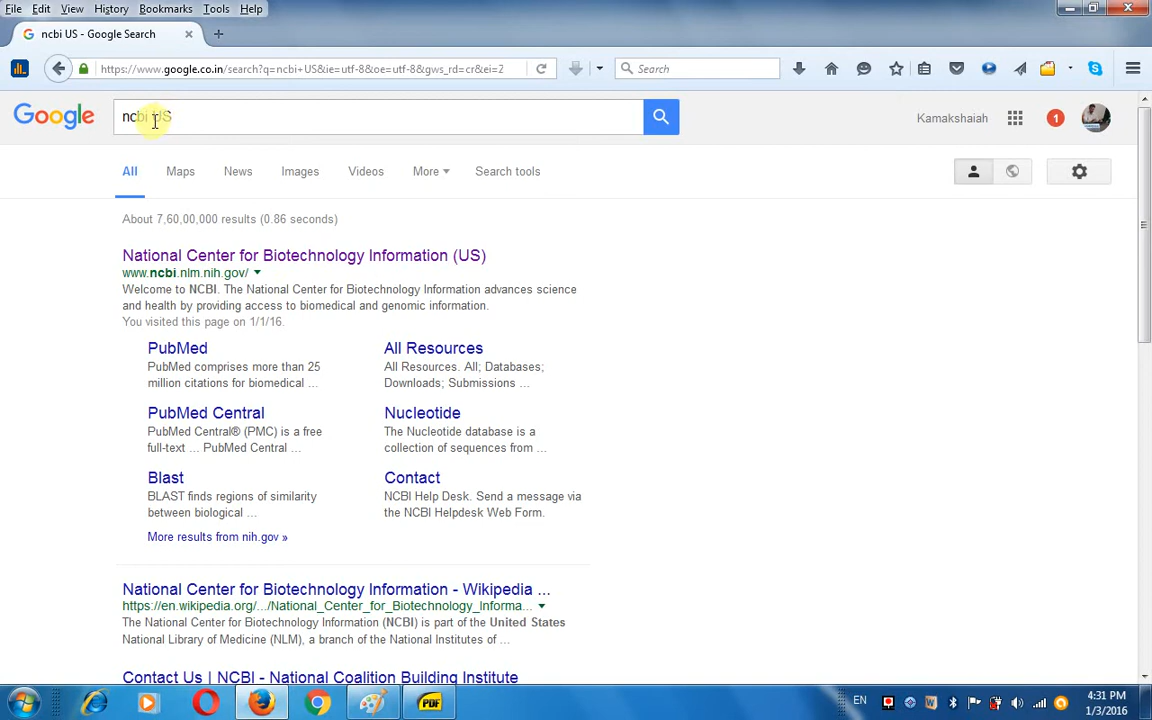 File Edit View History Bookmarks Tools Help
ncbi US - Google Search
https://www.google.co.in/search?q=ncbi+US&ie=utf-8&oe=utf-8&gws_rd=cr&ei=2
Search
Google
ncbi US
Kamakshaiah
1
All Maps News Images Videos More Search tools
About 7,60,00,000 results (0.86 seconds)
National Center for Biotechnology Information (US)
www.ncbi.nlm.nih.gov/
Welcome to NCBI. The National Center for Biotechnology Information advances science
and health by providing access to biomedical and genomic information.
You visited this page on 1/1/16.
PubMed
PubMed comprises more than 25
million citations for biomedical ...
All Resources
All Resources. All; Databases;
Downloads; Submissions ...
PubMed Central
PubMed Central® (PMC) is a free
full-text ... PubMed Central ...
Nucleotide
The Nucleotide database is a
collection of sequences from ...
Blast
BLAST finds regions of similarity
between biological ...
Contact
NCBI Help Desk. Send a message via
the NCBI Helpdesk Web Form.
More results from nih.gov »
National Center for Biotechnology Information - Wikipedia ...
https://en.wikipedia.org/.../National_Center_for_Biotechnology_Informa...
The National Center for Biotechnology Information (NCBI) is part of the United States
National Library of Medicine (NLM), a branch of the National Institutes of ...
Contact Us | NCBI - National Coalition Building Institute
PDF
EN
4:31 PM
1/3/2016